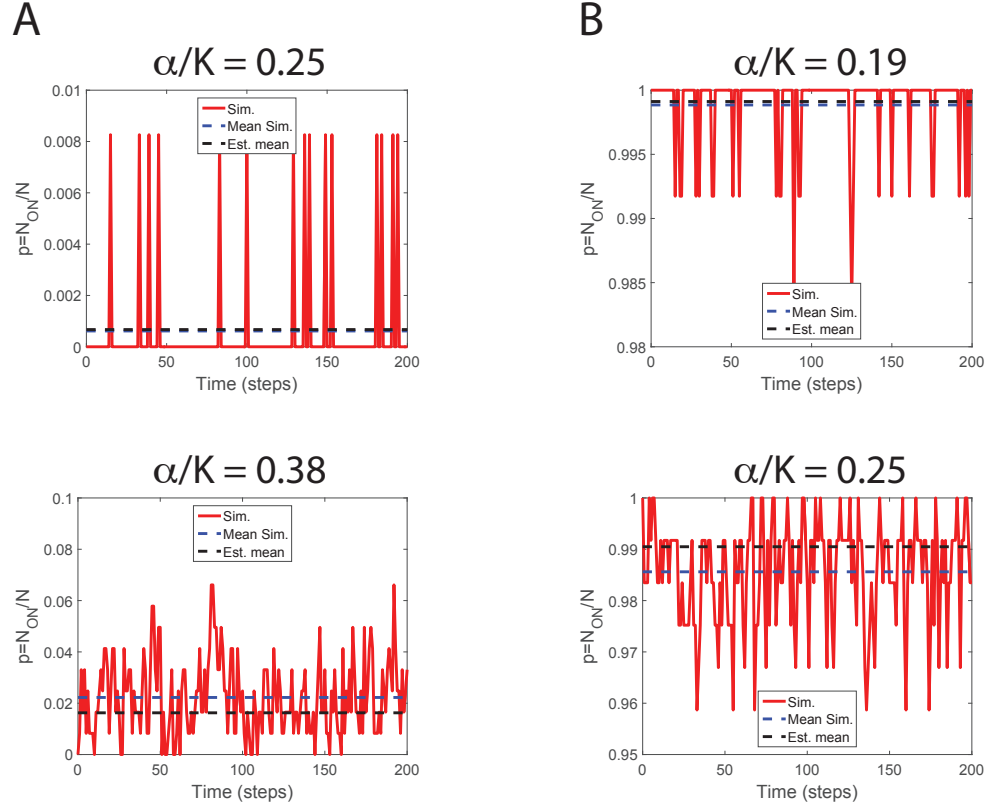 A
α/K = 0.25
0.01
0.008
0.006
0.004
0.002
0
p=N_ON/N
Sim.
Mean Sim.
Est. mean
0 50 100 150 200
Time (steps)
B
α/K = 0.19
1
0.995
0.99
0.985
0.98
p=N_ON/N
Sim.
Mean Sim.
Est. mean
0 50 100 150 200
Time (steps)
α/K = 0.38
0.1
0.08
0.06
0.04
0.02
0
p=N_ON/N
Sim.
Mean Sim.
Est. mean
0 50 100 150 200
Time (steps)
α/K = 0.25
1
0.99
0.98
0.97
0.96
0.95
p=N_ON/N
Sim.
Mean Sim.
Est. mean
0 50 100 150 200
Time (steps)